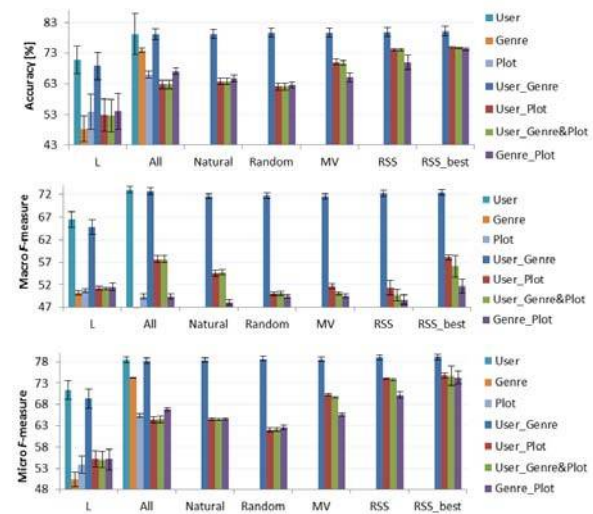 Accuracy [%]
83
73
63
53
43
L All Natural Random MV RSS RSS_best
User
Genre
Plot
User_Genre
User_Plot
User_Genre&Plot
Genre_Plot
Macro F-measure
72
67
62
57
52
47
L All Natural Random MV RSS RSS_best
User
Genre
Plot
User_Genre
User_Plot
User_Genre&Plot
Genre_Plot
Micro F-measure
78
73
68
63
58
53
48
L All Natural Random MV RSS RSS_best
User
Genre
Plot
User_Genre
User_Plot
User_Genre&Plot
Genre_Plot